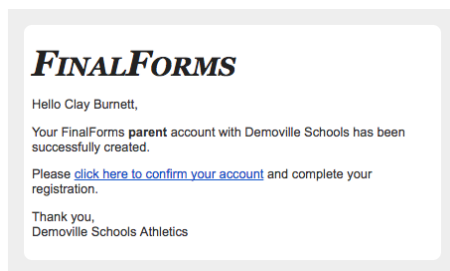 FINALFORMS
Hello Clay Burnett,
Your FinalForms parent account with Demoville Schools has been
successfully created.
Please click here to confirm your account and complete your
registration.
Thank you,
Demoville Schools Athletics